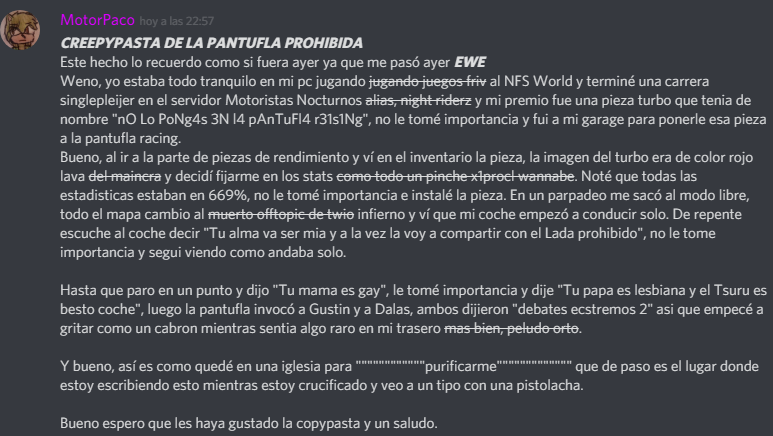 MotorPaco hoy a las 22:57
CREEPYPASTA DE LA PANTUFLA PROHIBIDA
Este hecho lo recuerdo como si fuera ayer ya que me pasó ayer EWE
Weno, yo estaba todo tranquilo en mi pc jugando jugando juegos friv al NFS World y terminé una carrera
singlepleijer en el servidor Motoristas Nocturnos alias, night riderz y mi premio fue una pieza turbo que tenia de
nombre "nO Lo PoNg4s 3N l4 pAnTuFl4 r31s1Ng", no le tomé importancia y fui a mi garage para ponerle esa pieza
a la pantufla racing.
Bueno, al ir a la parte de piezas de rendimiento y ví en el inventario la pieza, la imagen del turbo era de color rojo
lava del maincra y decidí fijarme en los stats como todo un pinche x1procl wannabe. Noté que todas las
estadisticas estaban en 669%, no le tomé importancia e instalé la pieza. En un parpadeo me sacó al modo libre,
todo el mapa cambio al muerto offtopic de twio infierno y ví que mi coche empezó a conducir solo. De repente
escuche al coche decir "Tu alma va ser mia y a la vez la voy a compartir con el Lada prohibido", no le tome
importancia y segui viendo como andaba solo.
Hasta que paro en un punto y dijo "Tu mama es gay", le tomé importancia y dije "Tu papa es lesbiana y el Tsuru es
besto coche", luego la pantufla invocó a Gustin y a Dalas, ambos dijieron "debates ecstremos 2" asi que empecé a
gritar como un cabron mientras sentia algo raro en mi trasero mas bien, peludo orto.
Y bueno, así es como quedé en una iglesia para """"""""""""purificarme""""""""""""" que de paso es el lugar donde
estoy escribiendo esto mientras estoy crucificado y veo a un tipo con una pistolacha.
Bueno espero que les haya gustado la copypasta y un saludo.